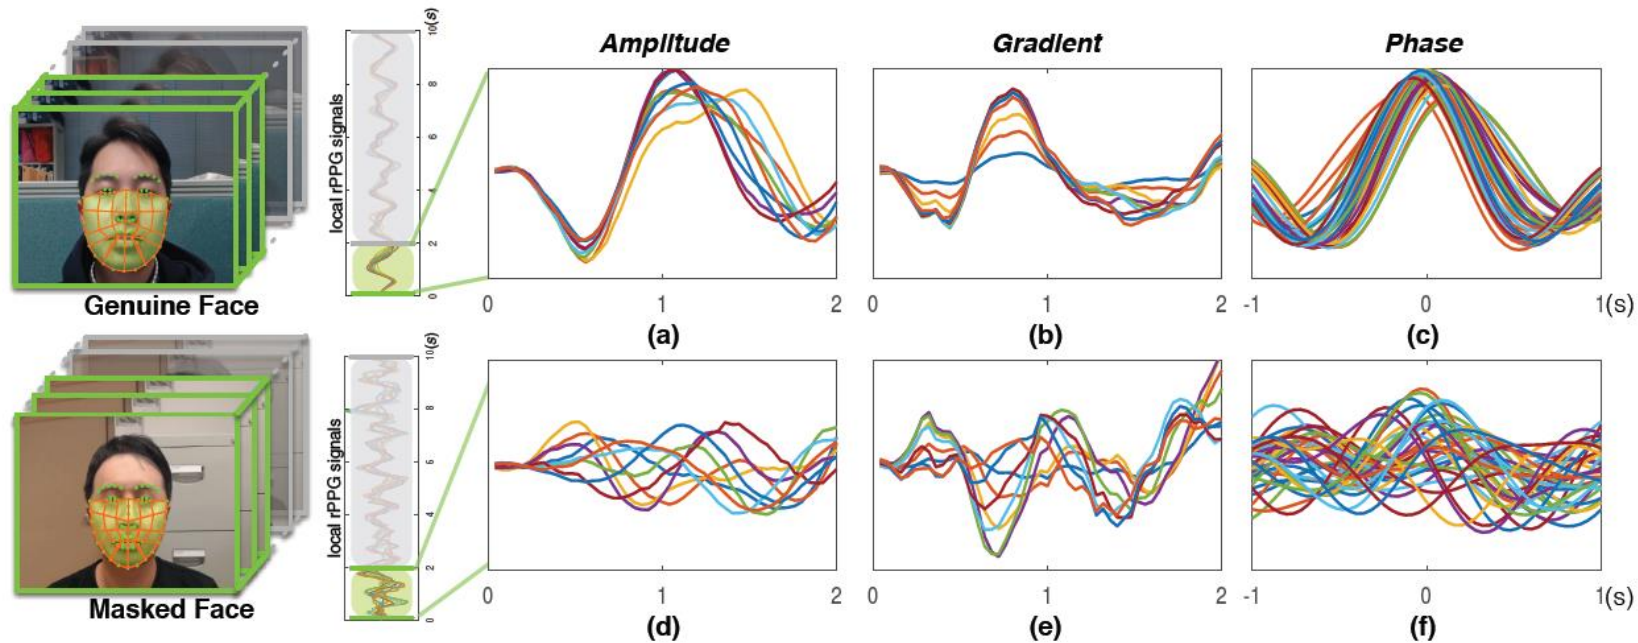 Amplitude Gradient Phase
10(s)
8
6
4
2
0
local rPPG signals
Genuine Face
0 1 2 0 1 2 -1 0 1(s)
(a) (b) (c)
10(s)
8
6
4
2
0
local rPPG signals
Masked Face
0 1 2 0 1 2 -1 0 1(s)
(d) (e) (f)